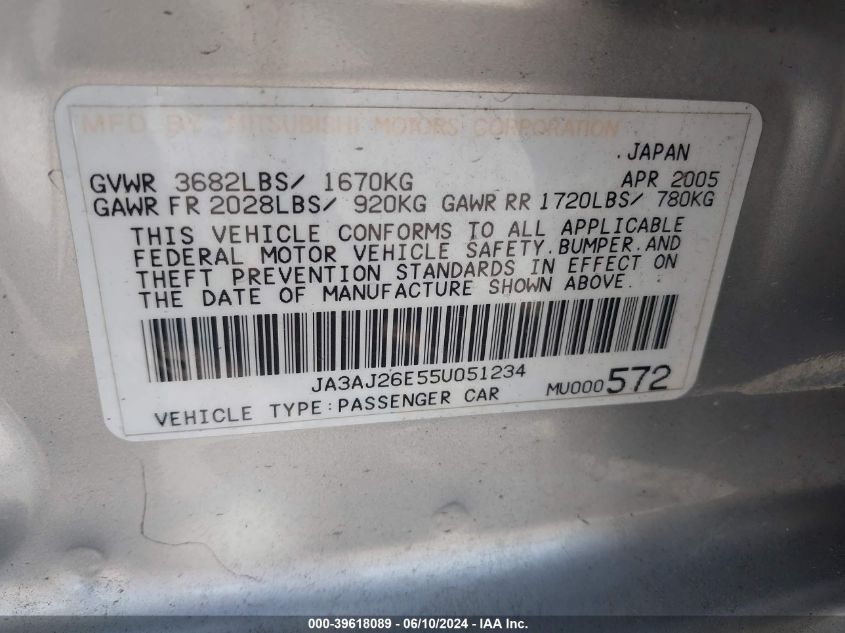 MFD BY MITSUBISHI MOTORS CORPORATION
JAPAN
GVWR 3682LBS/ 1670KG APR 2005
GAWR FR 2028LBS/ 920KG GAWR RR 1720LBS/ 780KG
THIS VEHICLE CONFORMS TO ALL APPLICABLE
FEDERAL MOTOR VEHICLE SAFETY.BUMPER.AND
THEFT PREVENTION STANDARDS IN EFFECT ON
THE DATE OF MANUFACTURE SHOWN ABOVE.
JA3AJ26E55U051234
VEHICLE TYPE:PASSENGER CAR MU000572
000-39618089 - 06/10/2024 - IAA Inc.